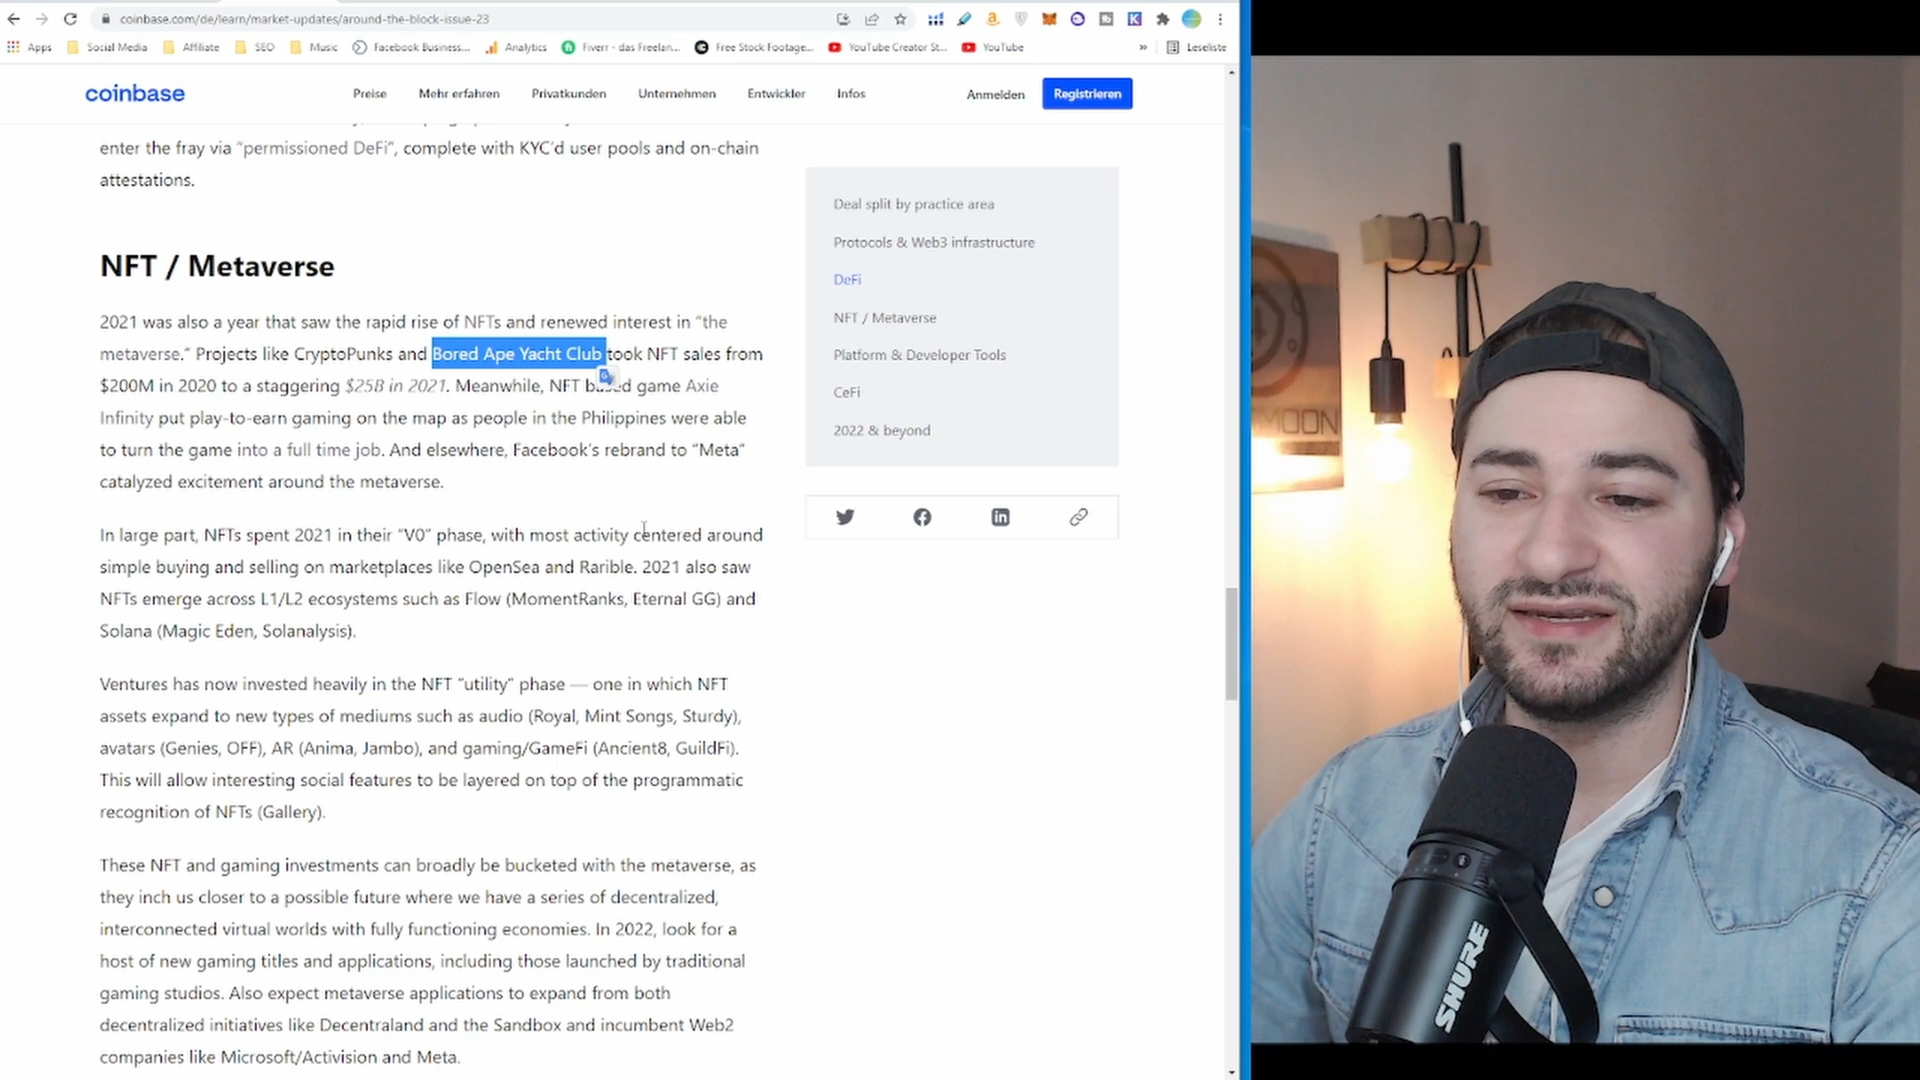 coinbase.com/de/learn/market-updates/around-the-block-issue-23
Apps
Social Media
Affiliate
SEO
Music
Facebook Business...
Analytics
Fiverr - das Freelan...
Free Stock Footage...
YouTube Creator St...
YouTube
»
Leseliste
coinbase
Preise
Mehr erfahren
Privatkunden
Unternehmen
Entwickler
Infos
Anmelden
Registrieren
enter the fray via “permissioned DeFi”, complete with KYC’d user pools and on-chain
attestations.
NFT / Metaverse
2021 was also a year that saw the rapid rise of NFTs and renewed interest in “the
metaverse.” Projects like CryptoPunks and Bored Ape Yacht Club took NFT sales from
$200M in 2020 to a staggering $25B in 2021. Meanwhile, NFT based game Axie
Infinity put play-to-earn gaming on the map as people in the Philippines were able
to turn the game into a full time job. And elsewhere, Facebook’s rebrand to “Meta”
catalyzed excitement around the metaverse.
In large part, NFTs spent 2021 in their “V0” phase, with most activity centered around
simple buying and selling on marketplaces like OpenSea and Rarible. 2021 also saw
NFTs emerge across L1/L2 ecosystems such as Flow (MomentRanks, Eternal GG) and
Solana (Magic Eden, Solanalysis).
Ventures has now invested heavily in the NFT “utility” phase — one in which NFT
assets expand to new types of mediums such as audio (Royal, Mint Songs, Sturdy),
avatars (Genies, OFF), AR (Anima, Jambo), and gaming/GameFi (Ancient8, GuildFi).
This will allow interesting social features to be layered on top of the programmatic
recognition of NFTs (Gallery).
These NFT and gaming investments can broadly be bucketed with the metaverse, as
they inch us closer to a possible future where we have a series of decentralized,
interconnected virtual worlds with fully functioning economies. In 2022, look for a
host of new gaming titles and applications, including those launched by traditional
gaming studios. Also expect metaverse applications to expand from both
decentralized initiatives like Decentraland and the Sandbox and incumbent Web2
companies like Microsoft/Activision and Meta.
Deal split by practice area
Protocols & Web3 infrastructure
DeFi
NFT / Metaverse
Platform & Developer Tools
CeFi
2022 & beyond
MOON
SHURE